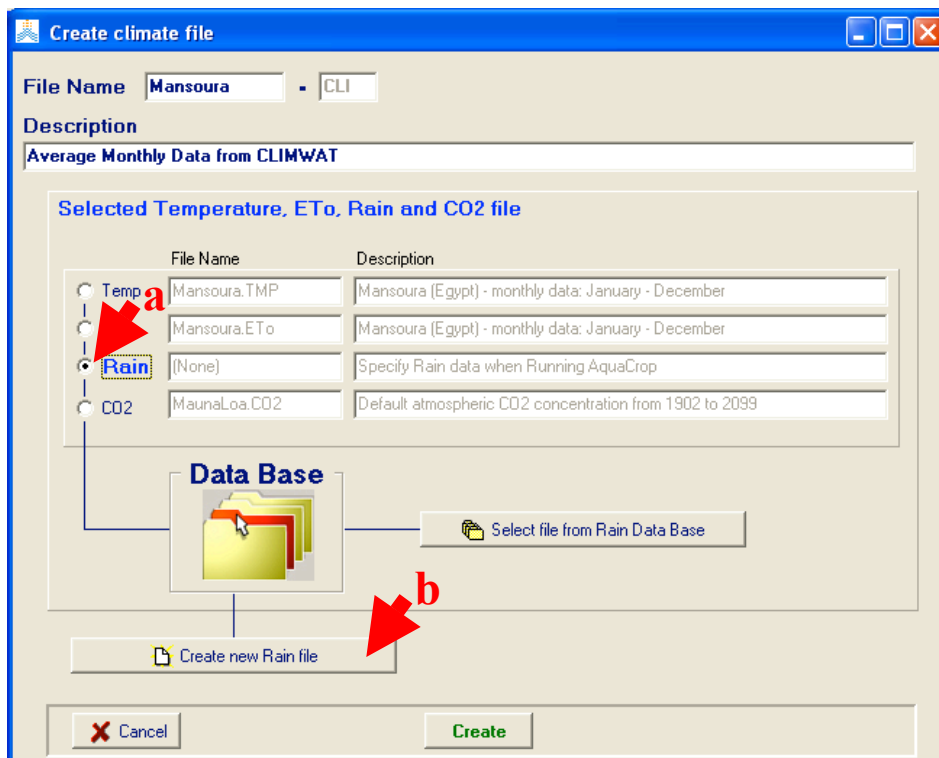 Create climate file
File Name Mansoura - CLI
Description
Average Monthly Data from CLIMWAT
Selected Temperature, ETo, Rain and CO2 file
File Name Description
Temp Mansoura.TMP Mansoura (Egypt) - monthly data: January - December
a
Mansoura.ETo Mansoura (Egypt) - monthly data: January - December
Rain (None) Specify Rain data when Running AquaCrop
CO2 MaunaLoa.CO2 Default atmospheric CO2 concentration from 1902 to 2099
Data Base
Select file from Rain Data Base
b
Create new Rain file
Cancel Create